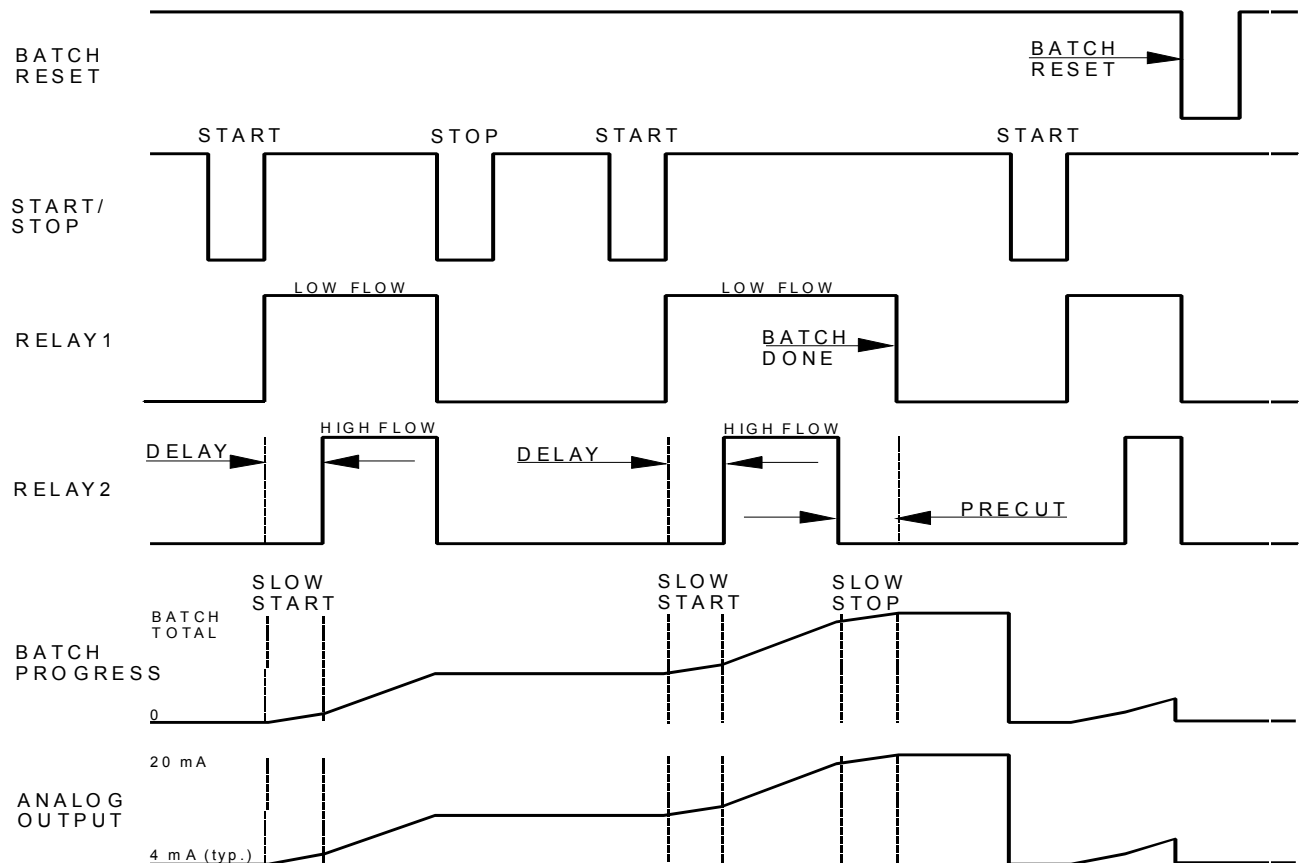 BATCH
RESET
BATCH
RESET
START
STOP
START
START
START/
STOP
LOW FLOW
LOW FLOW
RELAY1
BATCH
DONE
HIGH FLOW
HIGH FLOW
DELAY
DELAY
RELAY2
PRECUT
SLOW
START
SLOW
START
SLOW
STOP
BATCH
TOTAL
BATCH
PROGRESS
0
20 mA
ANALOG
OUTPUT
4 mA (typ.)